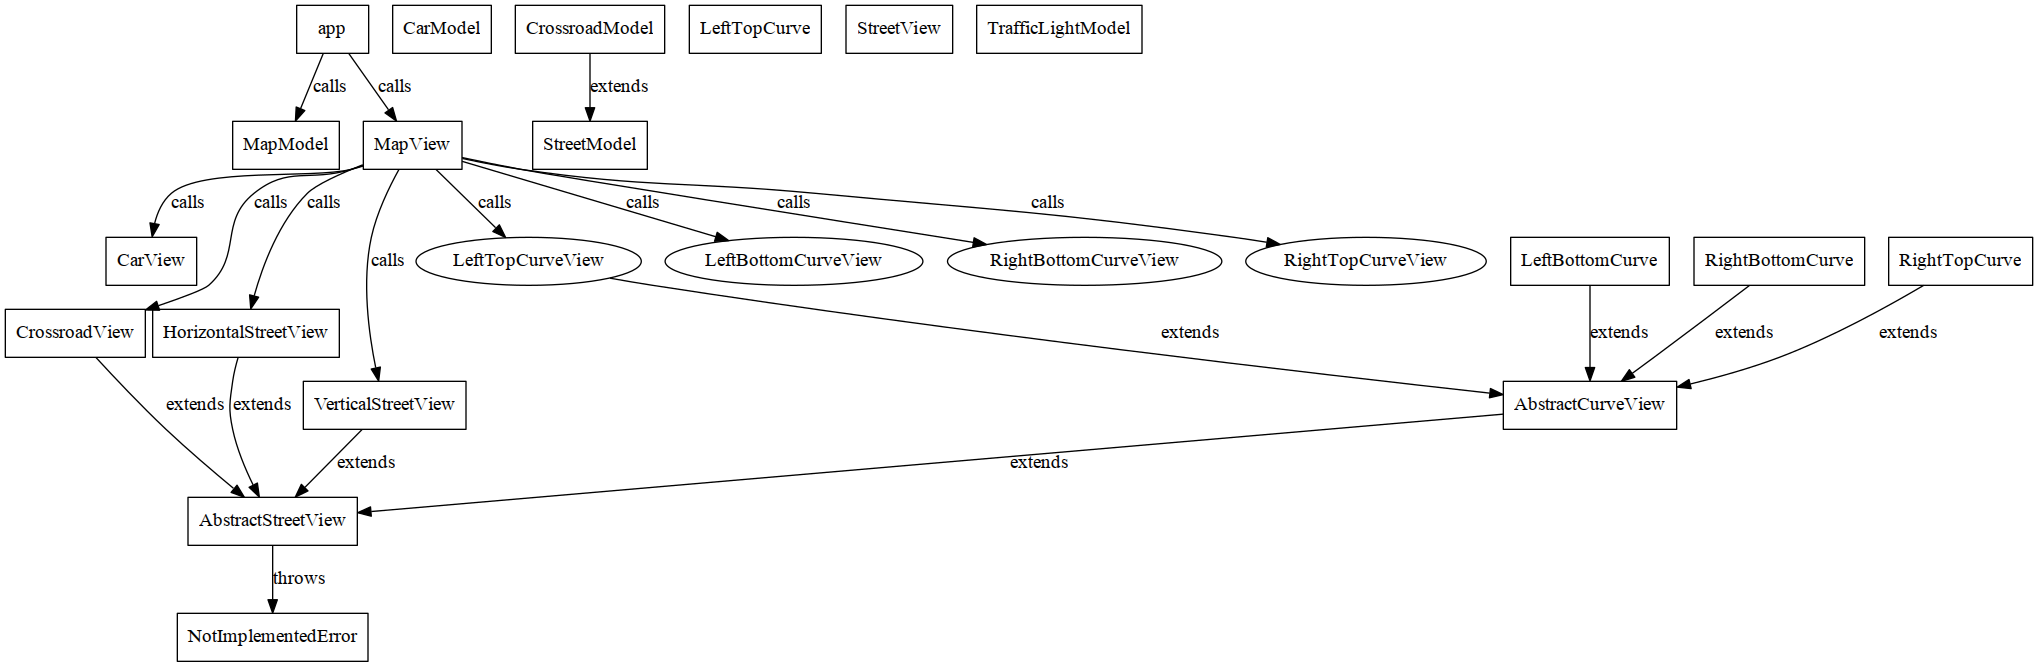 app
CarModel
CrossroadModel
LeftTopCurve
StreetView
TrafficLightModel
calls
calls
extends
MapModel
MapView
StreetModel
calls
calls
calls
calls
calls
calls
calls
calls
CarView
LeftTopCurveView
LeftBottomCurveView
RightBottomCurveView
RightTopCurveView
LeftBottomCurve
RightBottomCurve
RightTopCurve
CrossroadView
HorizontalStreetView
extends
extends
extends
extends
extends
extends
VerticalStreetView
AbstractCurveView
extends
extends
AbstractStreetView
throws
NotImplementedError